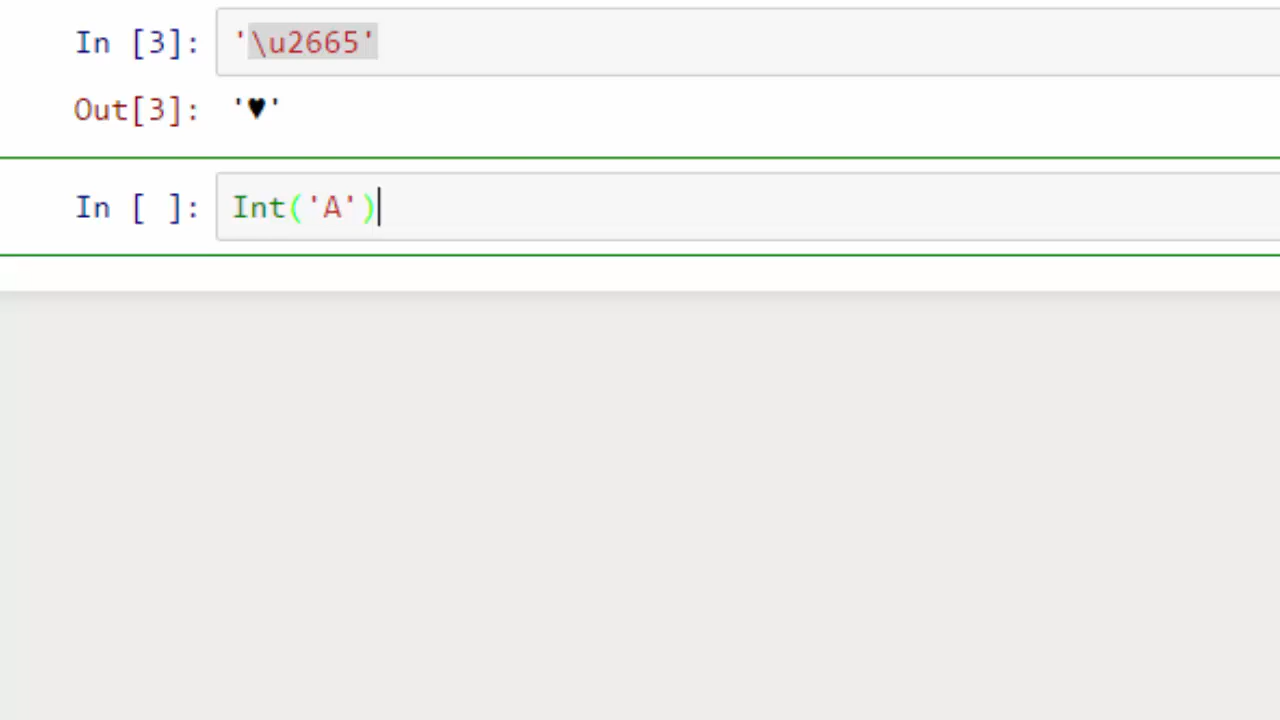 In [3]: '\u2665'
Out[3]: '♥'
In [ ]: Int('A')